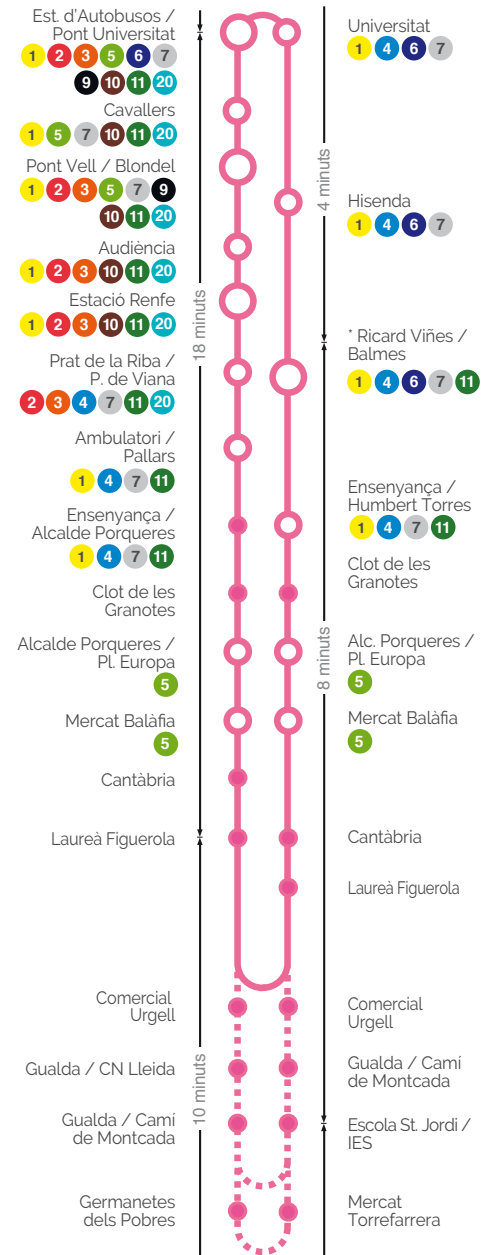 Est. d'Autobusos /
Pont Universitat
1 2 3 5 6 7
9 10 11 20
Cavallers
1 5 7 10 11 20
Pont Vell / Blondel
1 2 3 5 7 9
10 11 20
Audiència
1 2 3 10 11 20
Estació Renfe
1 2 3 10 11 20
Prat de la Riba /
P. de Viana
2 3 4 7 11 20
Ambulatori /
Pallars
1 4 7 11
Ensenyança /
Alcalde Porqueres
1 4 7 11
Clot de les
Granotes
Alcalde Porqueres /
Pl. Europa
5
Mercat Balàfia
5
Cantàbria
Laureà Figuerola
Comercial
Urgell
Gualda / CN Lleida
Gualda / Camí
de Montcada
Germanetes
dels Pobres
18 minuts
10 minuts
4 minuts
8 minuts
Universitat
1 4 6 7
Hisenda
1 4 6 7
* Ricard Viñes /
Balmes
1 4 6 7 11
Ensenyança /
Humbert Torres
1 4 7 11
Clot de les
Granotes
Alc. Porqueres /
Pl. Europa
5
Mercat Balàfia
5
Cantàbria
Laureà Figuerola
Comercial
Urgell
Gualda / Camí
de Montcada
Escola St. Jordi /
IES
Mercat
Torrefarrera